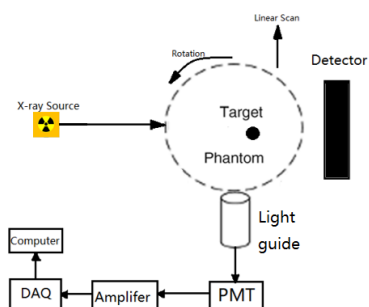 Linear Scan
Rotation
Detector
X-ray Source
Target
Phantom
Light
guide
Computer
DAQ
Amplifer
PMT